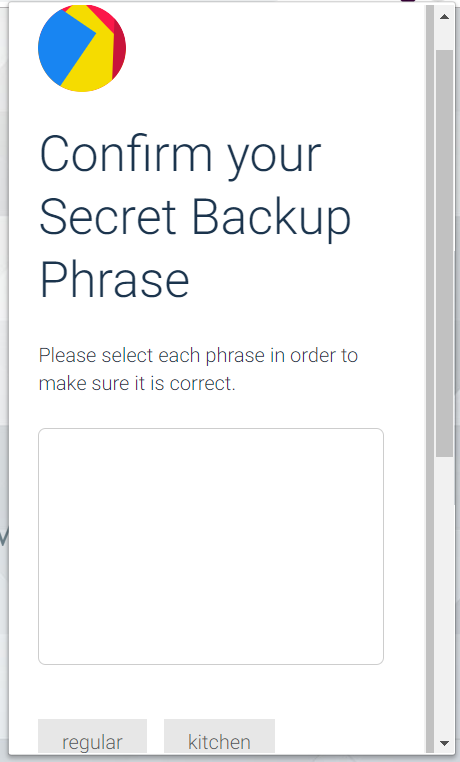 Confirm your
Secret Backup
Phrase
Please select each phrase in order to
make sure it is correct.
regular kitchen